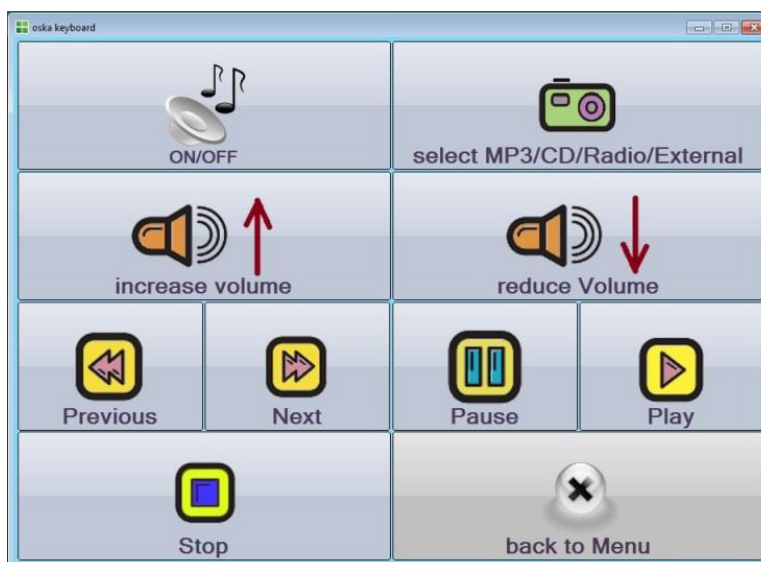 oska keyboard
ON/OFF
select MP3/CD/Radio/External
increase volume
reduce Volume
Previous
Next
Pause
Play
Stop
back to Menu